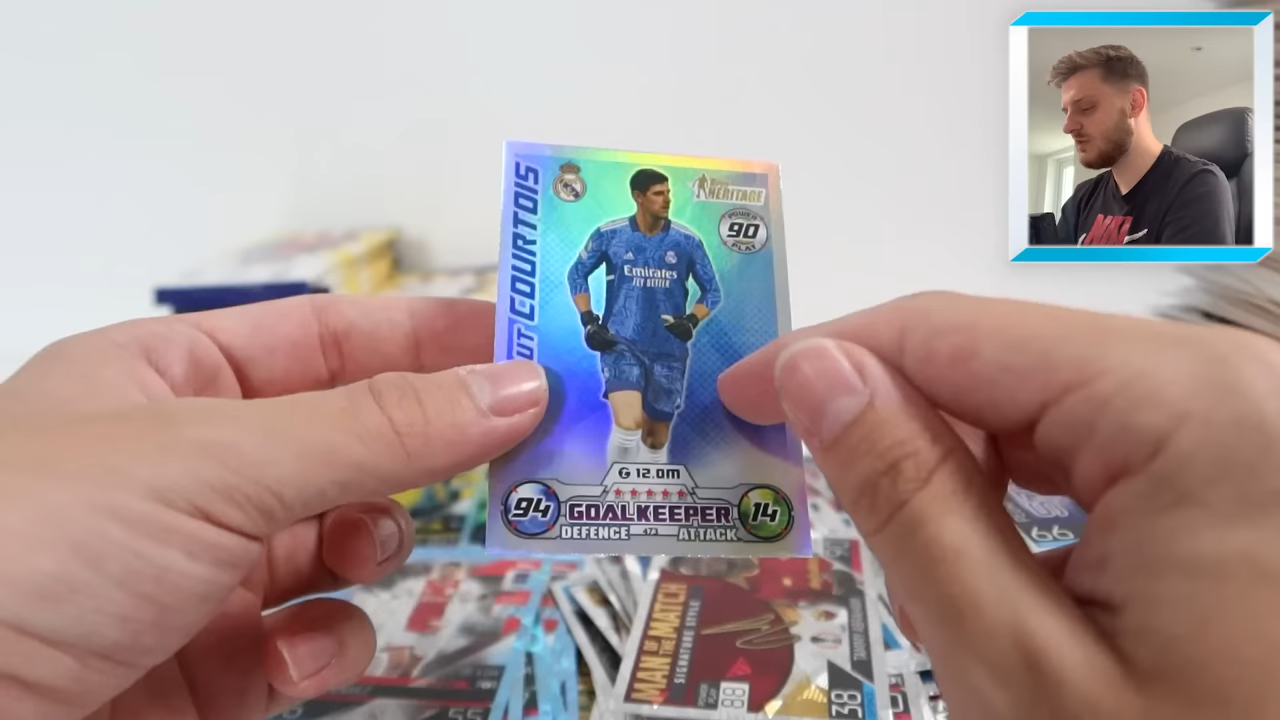 COURTOIS
HERITAGE
POWER
90
PLAY
Emirates
FLY BETTER
12.0M
94
GOALKEEPER
14
DEFENCE
ATTACK
66
MAN OF
THE MATCH
SIGNATURE STYLE
88
38
55